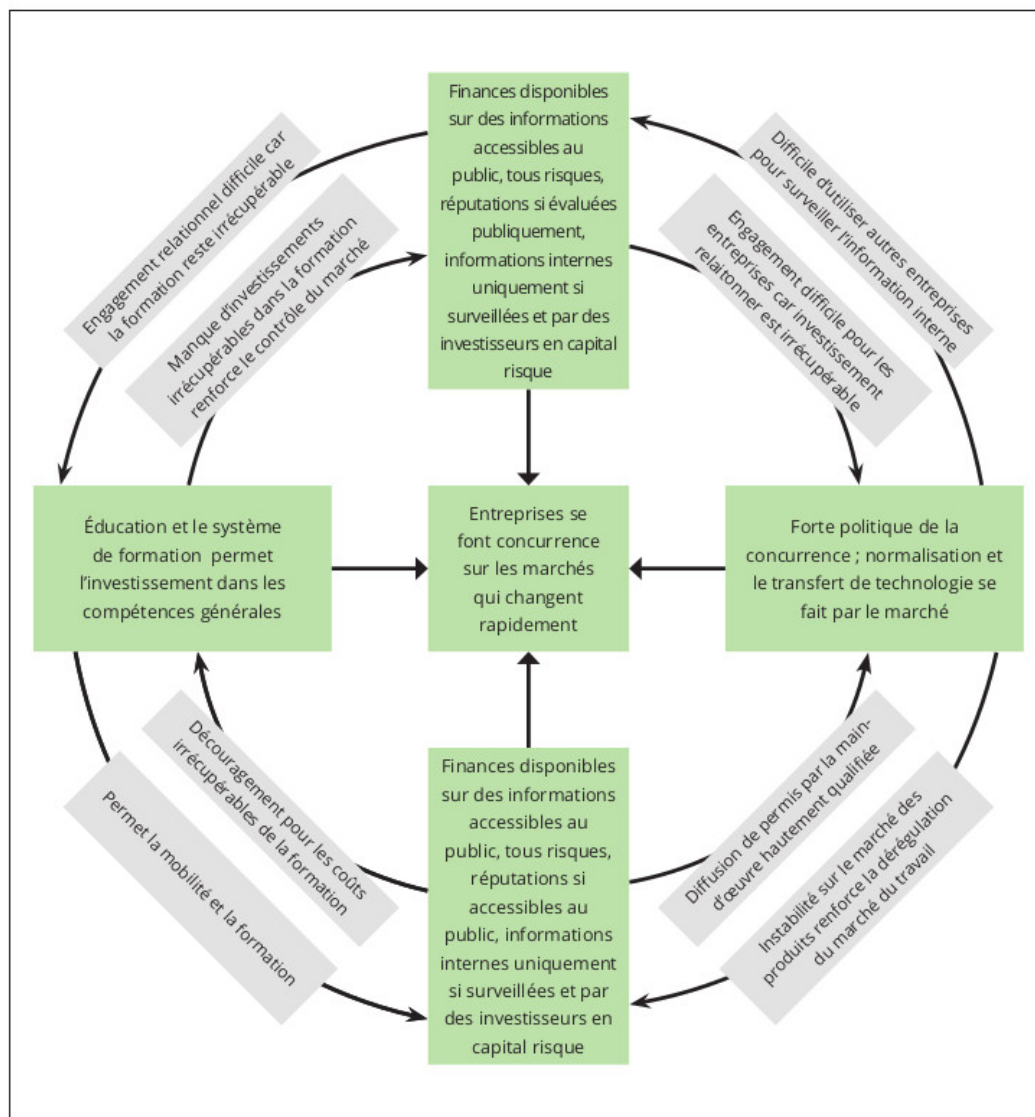 Finances disponibles
sur des informations
accessibles au
public, tous risques,
réputations si évaluées
publiquement,
informations internes
uniquement si
surveillées et par des
investisseurs en capital
risque
Engagement relationnel difficile car
la formation reste irrécupérable
Manque d'investissements
irrécupérables dans la formation
renforce le contrôle du marché
Engagement difficile pour les
entreprises car investissement
relaitonner est irrécupérable
Difficile d'utiliser autres entreprises
pour surveiller l'information interne
Éducation et le système
de formation permet
l'investissement dans les
compétences générales
Entreprises se
font concurrence
sur les marchés
qui changent
rapidement
Forte politique de la
concurrence ; normalisation et
le transfert de technologie se
fait par le marché
Permet la mobilité et la formation
Découragement pour les coûts
irrécupérables de la formation
Finances disponibles
sur des informations
accessibles au
public, tous risques,
réputations si
accessibles au
public, informations
internes uniquement
si surveillées et par
des investisseurs en
capital risque
Diffusion de permis par la main-
d'œuvre hautement qualifiée
Instabilité sur le marché des
produits renforce la dérégulation
du marché du travail